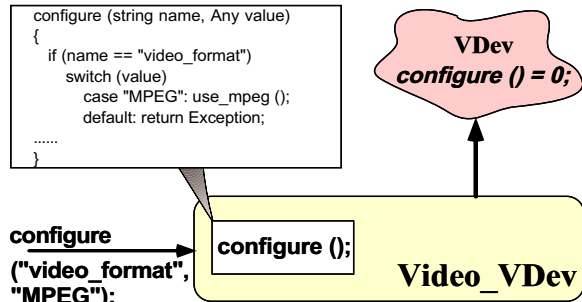 configure (string name, Any value)
{
if (name == "video_format")
switch (value)
case "MPEG": use_mpeg ();
default: return Exception;
......
}
VDev
configure () = 0;
configure
("video_format",
"MPEG");
configure ();
Video_VDev